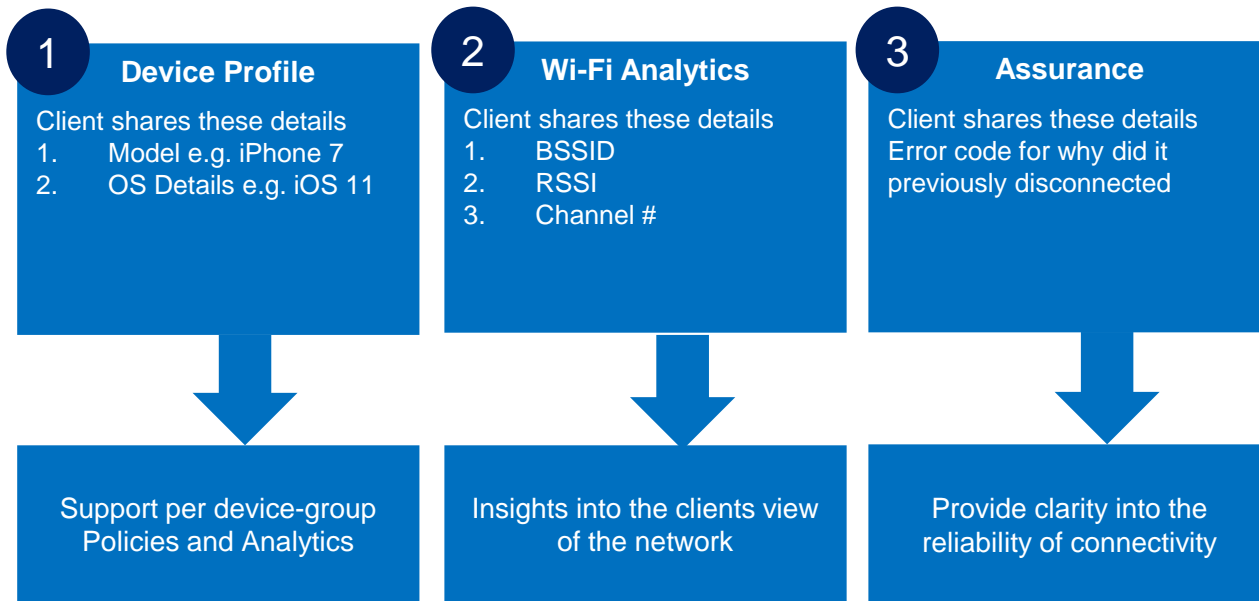 1
Device Profile
Client shares these details
1. Model e.g. iPhone 7
2. OS Details e.g. iOS 11
Support per device-group
Policies and Analytics
2
Wi-Fi Analytics
Client shares these details
1. BSSID
2. RSSI
3. Channel #
Insights into the clients view
of the network
3
Assurance
Client shares these details
Error code for why did it
previously disconnected
Provide clarity into the
reliability of connectivity